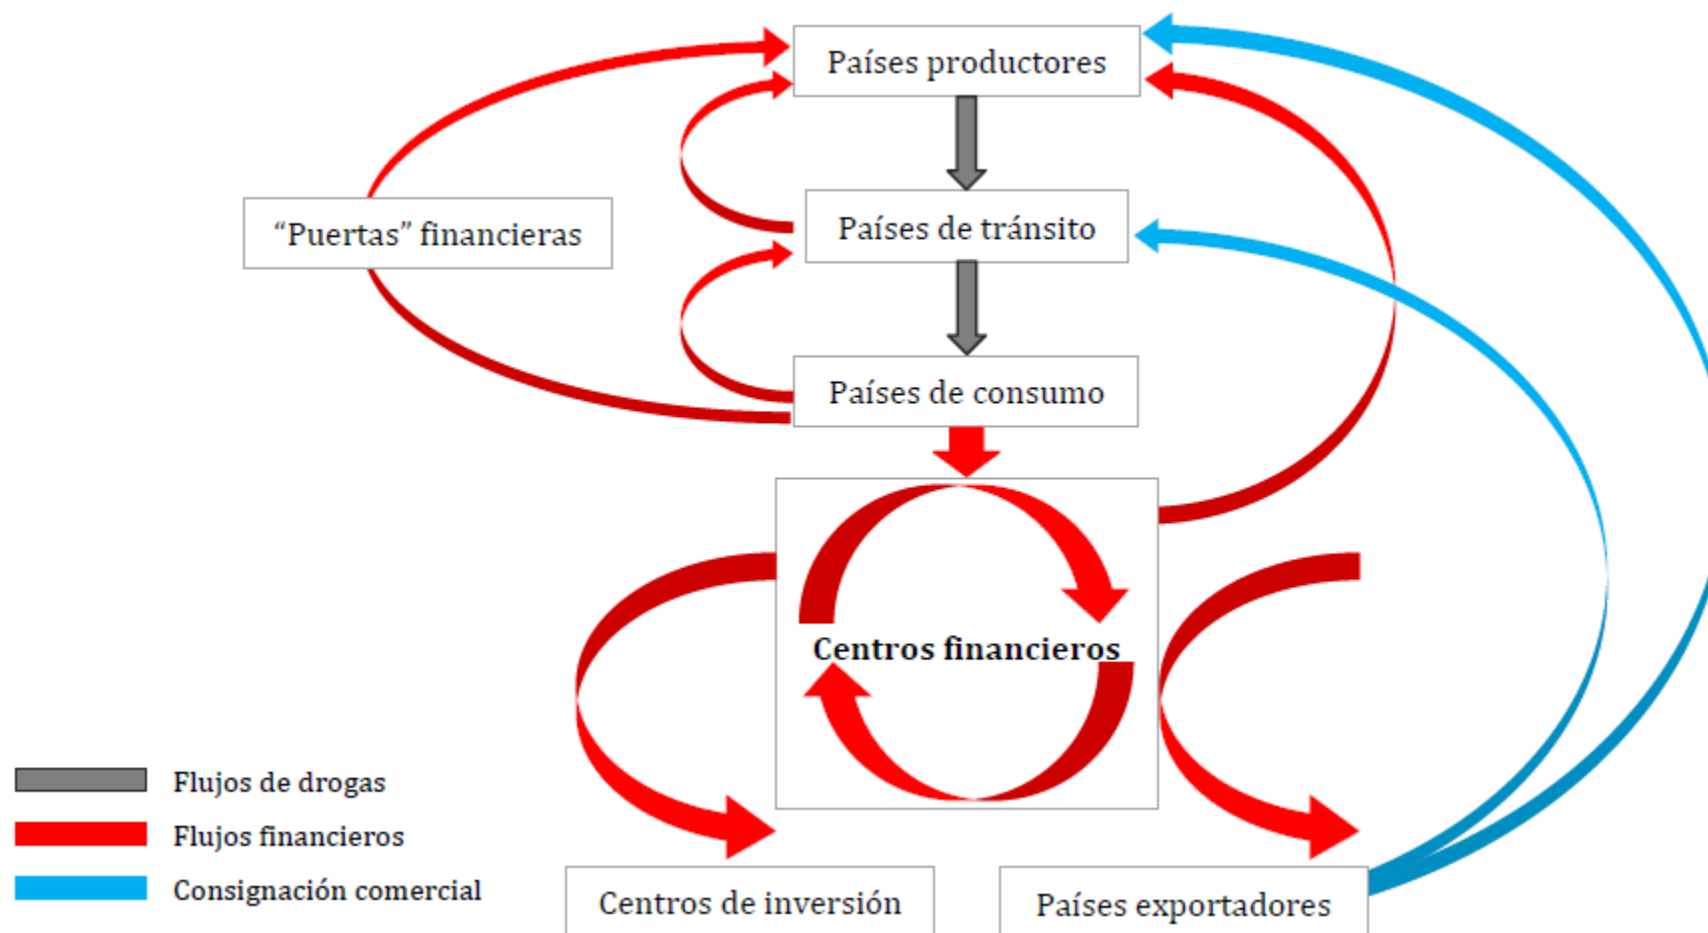 Países productores
“Puertas” financieras
Países de tránsito
Países de consumo
Centros financieros
Flujos de drogas
Flujos financieros
Consignación comercial
Centros de inversión
Países exportadores